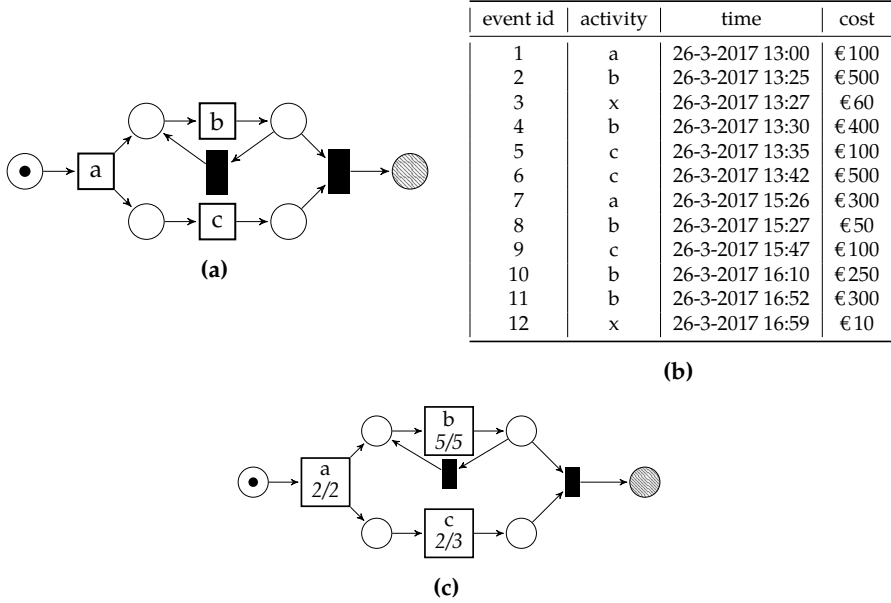 b
a
c
(a)
event id activity time cost
1 a 26-3-2017 13:00 €100
2 b 26-3-2017 13:25 €500
3 x 26-3-2017 13:27 €60
4 b 26-3-2017 13:30 €400
5 c 26-3-2017 13:35 €100
6 c 26-3-2017 13:42 €500
7 a 26-3-2017 15:26 €300
8 b 26-3-2017 15:27 €50
9 c 26-3-2017 15:47 €100
10 b 26-3-2017 16:10 €250
11 b 26-3-2017 16:52 €300
12 x 26-3-2017 16:59 €10
(b)
b
5/5
a
2/2
c
2/3
(c)